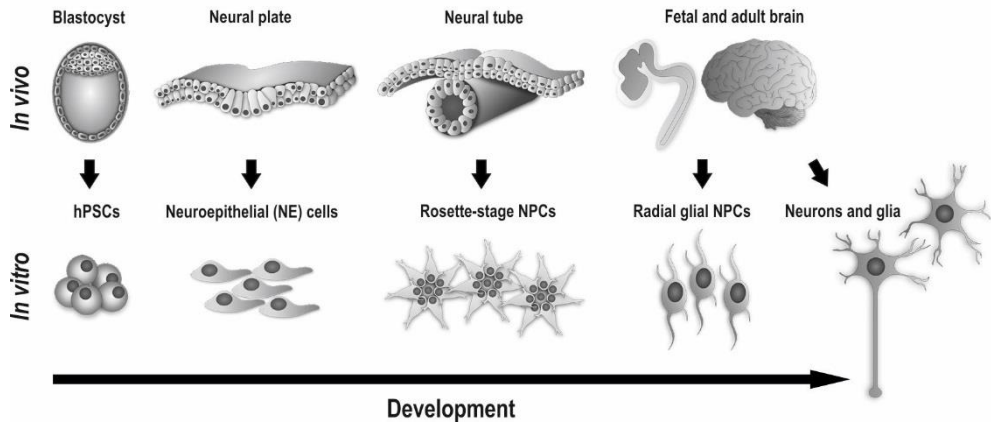 Blastocyst
Neural plate
Neural tube
Fetal and adult brain
In vivo
hPSCs
Neuroepithelial (NE) cells
Rosette-stage NPCs
Radial glial NPCs
Neurons and glia
In vitro
Development